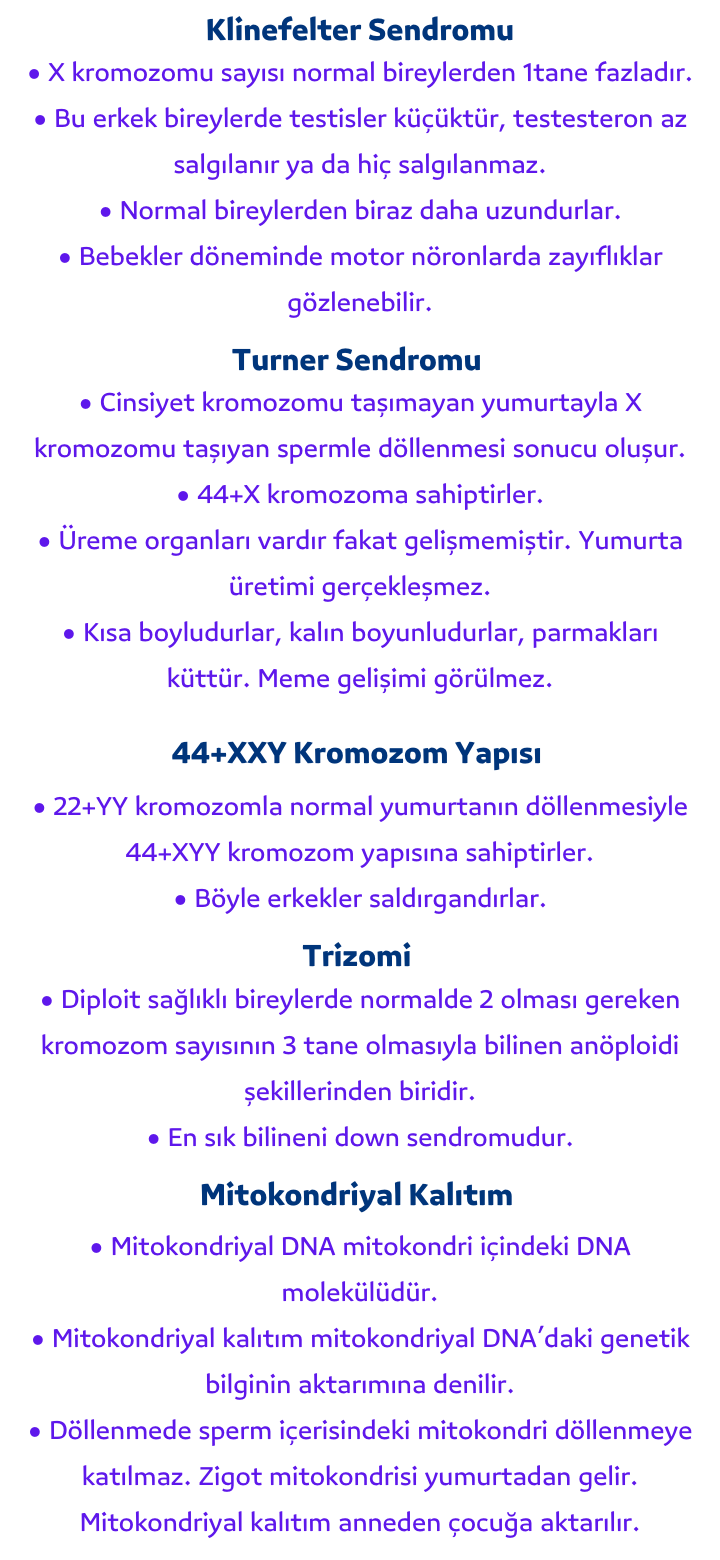 Klinefelter Sendromu
• X kromozomu sayısı normal bireylerden 1tane fazladır.
• Bu erkek bireylerde testisler küçüktür, testesteron az
salgılanır ya da hiç salgılanmaz.
• Normal bireylerden biraz daha uzundurlar.
• Bebekler döneminde motor nöronlarda zayıflıklar
gözlenebilir.
Turner Sendromu
• Cinsiyet kromozomu taşımayan yumurtayla X
kromozomu taşıyan spermle döllenmesi sonucu oluşur.
• 44+X kromozoma sahiptirler.
• Üreme organları vardır fakat gelişmemiştir. Yumurta
üretimi gerçekleşmez.
• Kısa boyludurlar, kalın boyunludurlar, parmakları
küttür. Meme gelişimi görülmez.
44+XXY Kromozom Yapısı
• 22+YY kromozomla normal yumurtanın döllenmesiyle
44+XYY kromozom yapısına sahiptirler.
• Böyle erkekler saldırgandırlar.
Trizomi
• Diploit sağlıklı bireylerde normalde 2 olması gereken
kromozom sayısının 3 tane olmasıyla bilinen anöploidi
şekillerinden biridir.
• En sık bilineni down sendromudur.
Mitokondriyal Kalıtım
• Mitokondriyal DNA mitokondri içindeki DNA
molekülüdür.
• Mitokondriyal kalıtım mitokondriyal DNA’daki genetik
bilginin aktarımına denilir.
• Döllenmede sperm içerisindeki mitokondri döllenmeye
katılmaz. Zigot mitokondrisi yumurtadan gelir.
Mitokondriyal kalıtım anneden çocuğa aktarılır.